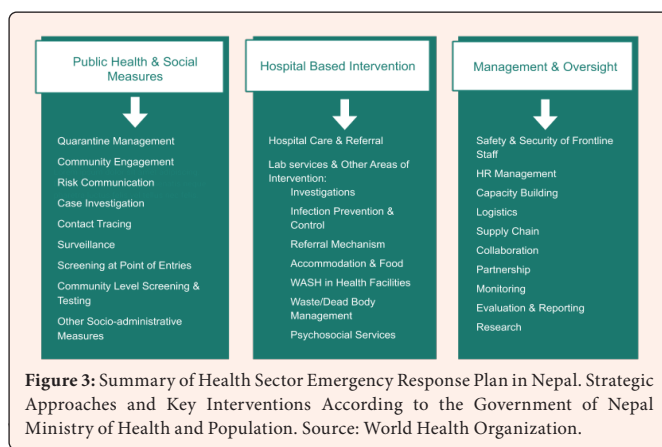 Public Health & Social
Measures
Quarantine Management
Community Engagement
Risk Communication
Case Investigation
Contact Tracing
Surveillance
Screening at Point of Entries
Community Level Screening &
Testing
Other Socio-administrative
Measures
Hospital Based Intervention
Hospital Care & Referral
Lab services & Other Areas of
Intervention:
Investigations
Infection Prevention &
Control
Referral Mechanism
Accommodation & Food
WASH in Health Facilities
Waste/Dead Body
Management
Psychosocial Services
Management & Oversight
Safety & Security of Frontline
Staff
HR Management
Capacity Building
Logistics
Supply Chain
Collaboration
Partnership
Monitoring
Evaluation & Reporting
Research
Figure 3: Summary of Health Sector Emergency Response Plan in Nepal. Strategic
Approaches and Key Interventions According to the Government of Nepal
Ministry of Health and Population. Source: World Health Organization.